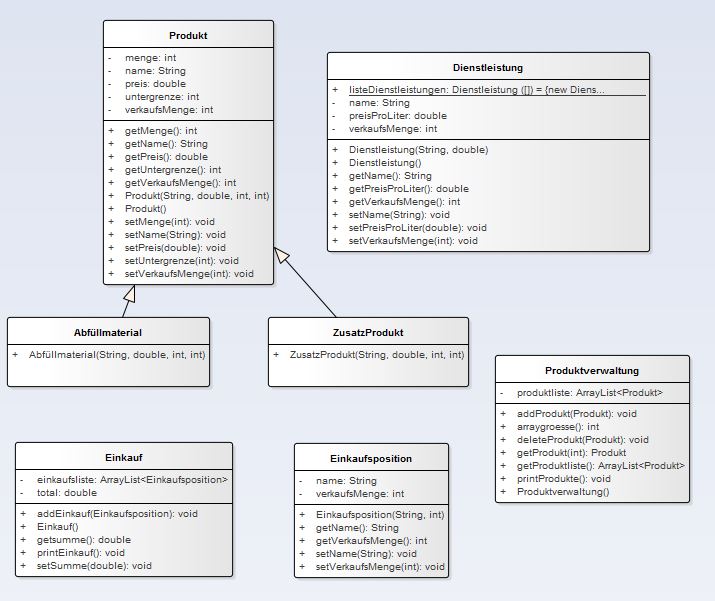 Produkt
- menge: int
- name: String
- preis: double
- untergrenze: int
- verkaufsMenge: int
+ getMenge(): int
+ getName(): String
+ getPreis(): double
+ getUntergrenze(): int
+ getVerkaufsMenge(): int
+ Produkt(String, double, int, int)
+ Produkt()
+ setMenge(int): void
+ setName(String): void
+ setPreis(double): void
+ setUntergrenze(int): void
+ setVerkaufsMenge(int): void
Dienstleistung
+ listeDienstleistungen: Dienstleistung ([]) = {new Diens...
- name: String
- preisProLiter: double
- verkaufsMenge: int
+ Dienstleistung(String, double)
+ Dienstleistung()
+ getName(): String
+ getPreisProLiter(): double
+ getVerkaufsMenge(): int
+ setName(String): void
+ setPreisProLiter(double): void
+ setVerkaufsMenge(int): void
Abfüllmaterial
+ Abfüllmaterial(String, double, int, int)
ZusatzProdukt
+ ZusatzProdukt(String, double, int, int)
Produktverwaltung
- produktliste: ArrayList<Produkt>
+ addProdukt(Produkt): void
+ arraygroesse(): int
+ deleteProdukt(Produkt): void
+ getProdukt(int): Produkt
+ getProduktliste(): ArrayList<Produkt>
+ printProdukte(): void
+ Produktverwaltung()
Einkauf
- einkaufsliste: ArrayList<Einkaufsposition>
- total: double
+ addEinkauf(Einkaufsposition): void
+ Einkauf()
+ getsumme(): double
+ printEinkauf(): void
+ setSumme(double): void
Einkaufsposition
- name: String
- verkaufsMenge: int
+ Einkaufsposition(String, int)
+ getName(): String
+ getVerkaufsMenge(): int
+ setName(String): void
+ setVerkaufsMenge(int): void